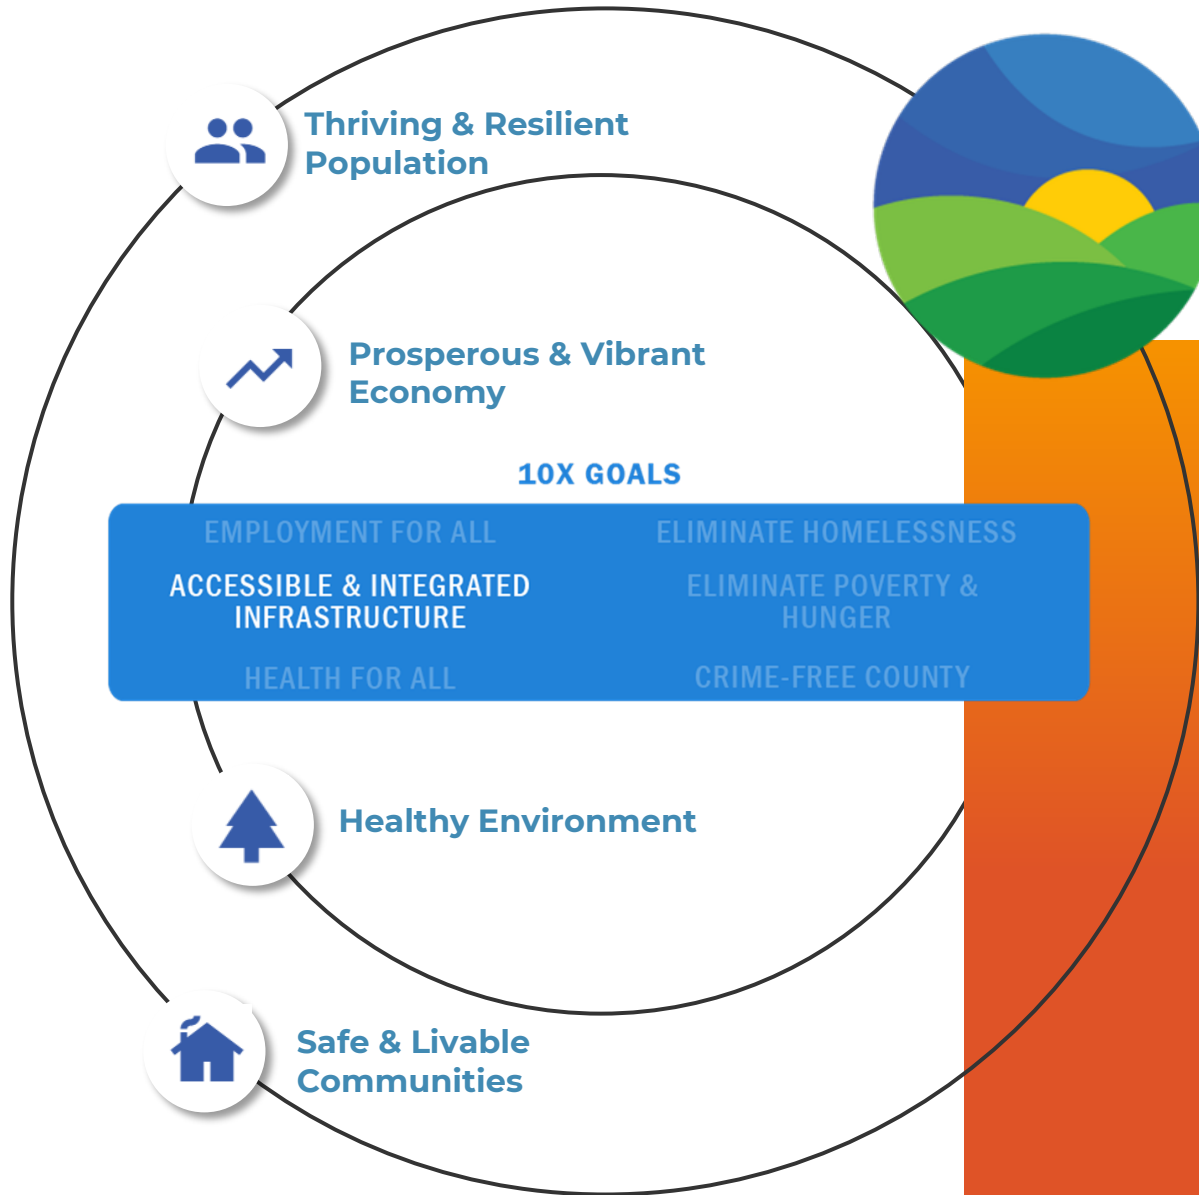 Thriving & Resilient
Population
Prosperous & Vibrant
Economy
10X GOALS
EMPLOYMENT FOR ALL
ELIMINATE HOMELESSNESS
ACCESSIBLE & INTEGRATED
INFRASTRUCTURE
ELIMINATE POVERTY &
HUNGER
HEALTH FOR ALL
CRIME-FREE COUNTY
Healthy Environment
Safe & Livable
Communities